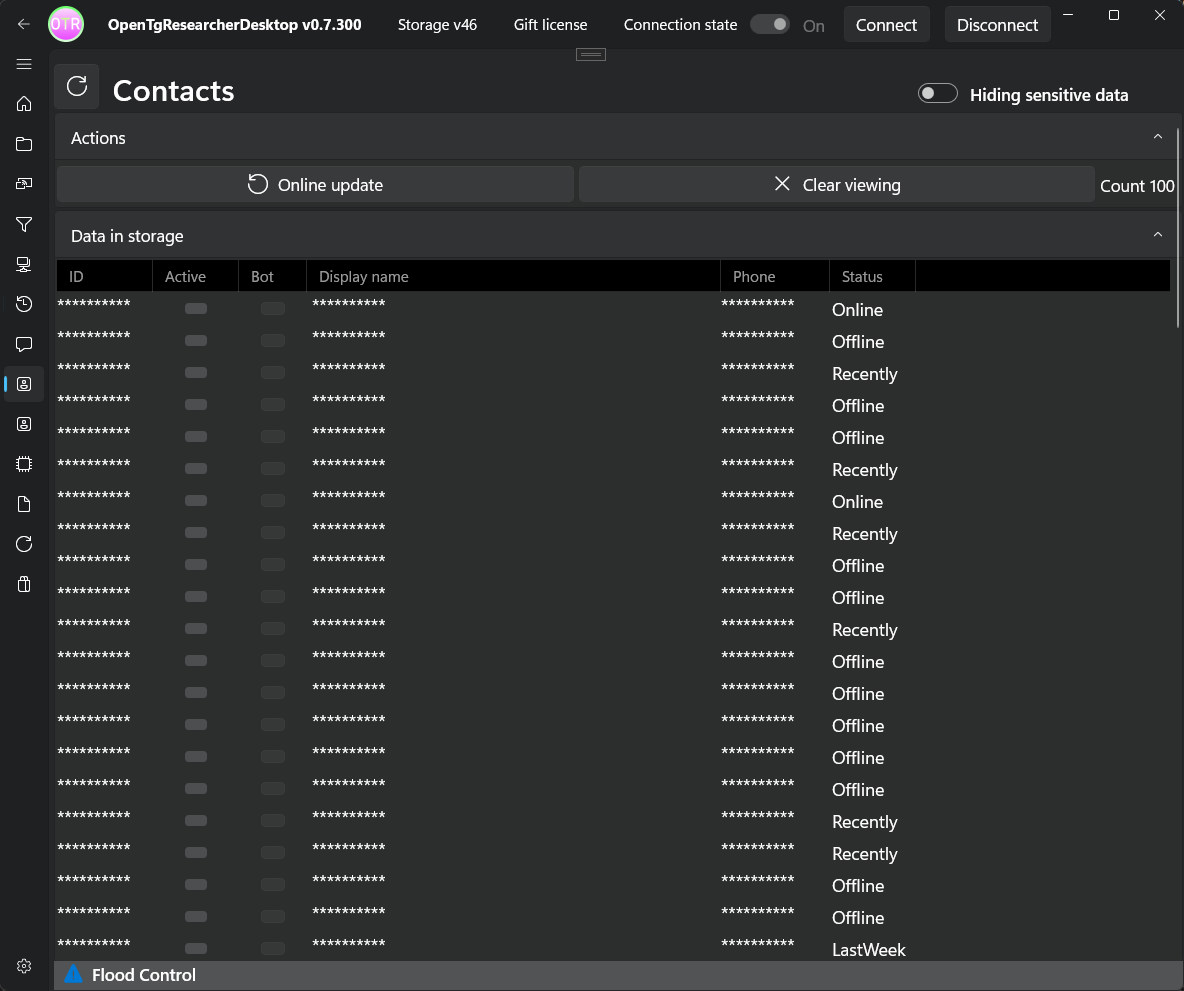 OTR OpenTgResearcherDesktop v0.7.300 Storage v46 Gift license Connection state On Connect Disconnect
Contacts Hiding sensitive data
Actions
Online update Clear viewing Count 100
Data in storage
ID Active Bot Display name Phone Status
********** ********** ********** Online
********** ********** ********** Offline
********** ********** ********** Recently
********** ********** ********** Offline
********** ********** ********** Offline
********** ********** ********** Recently
********** ********** ********** Online
********** ********** ********** Recently
********** ********** ********** Offline
********** ********** ********** Offline
********** ********** ********** Recently
********** ********** ********** Offline
********** ********** ********** Offline
********** ********** ********** Offline
********** ********** ********** Offline
********** ********** ********** Offline
********** ********** ********** Recently
********** ********** ********** Recently
********** ********** ********** Offline
********** ********** ********** Offline
********** ********** ********** LastWeek
Flood Control